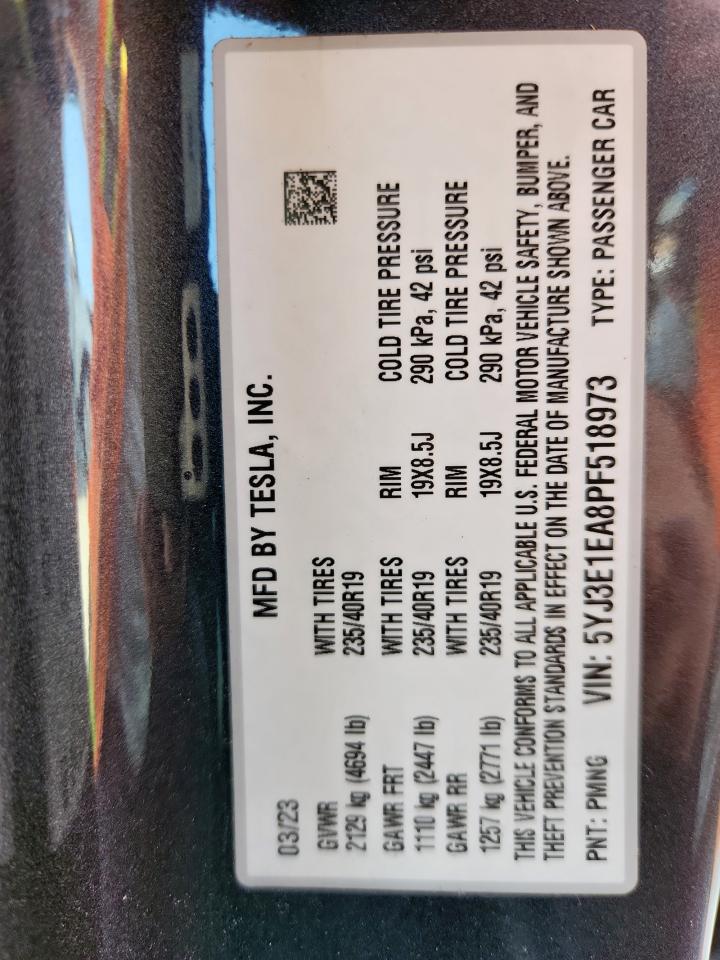 MFD BY TESLA, INC.
03/23
GVWR WITH TIRES
2129 kg (4694 lb) 235/40R19
GAWR FRT WITH TIRES RIM COLD TIRE PRESSURE
1110 kg (2447 lb) 235/40R19 19X8.5J 290 kPa, 42 psi
GAWR RR WITH TIRES RIM COLD TIRE PRESSURE
1257 kg (2771 lb) 235/40R19 19X8.5J 290 kPa, 42 psi
THIS VEHICLE CONFORMS TO ALL APPLICABLE U.S. FEDERAL MOTOR VEHICLE SAFETY, BUMPER, AND
THEFT PREVENTION STANDARDS IN EFFECT ON THE DATE OF MANUFACTURE SHOWN ABOVE.
PNT: PMNG VIN: 5YJ3E1EA8PF518973 TYPE: PASSENGER CAR